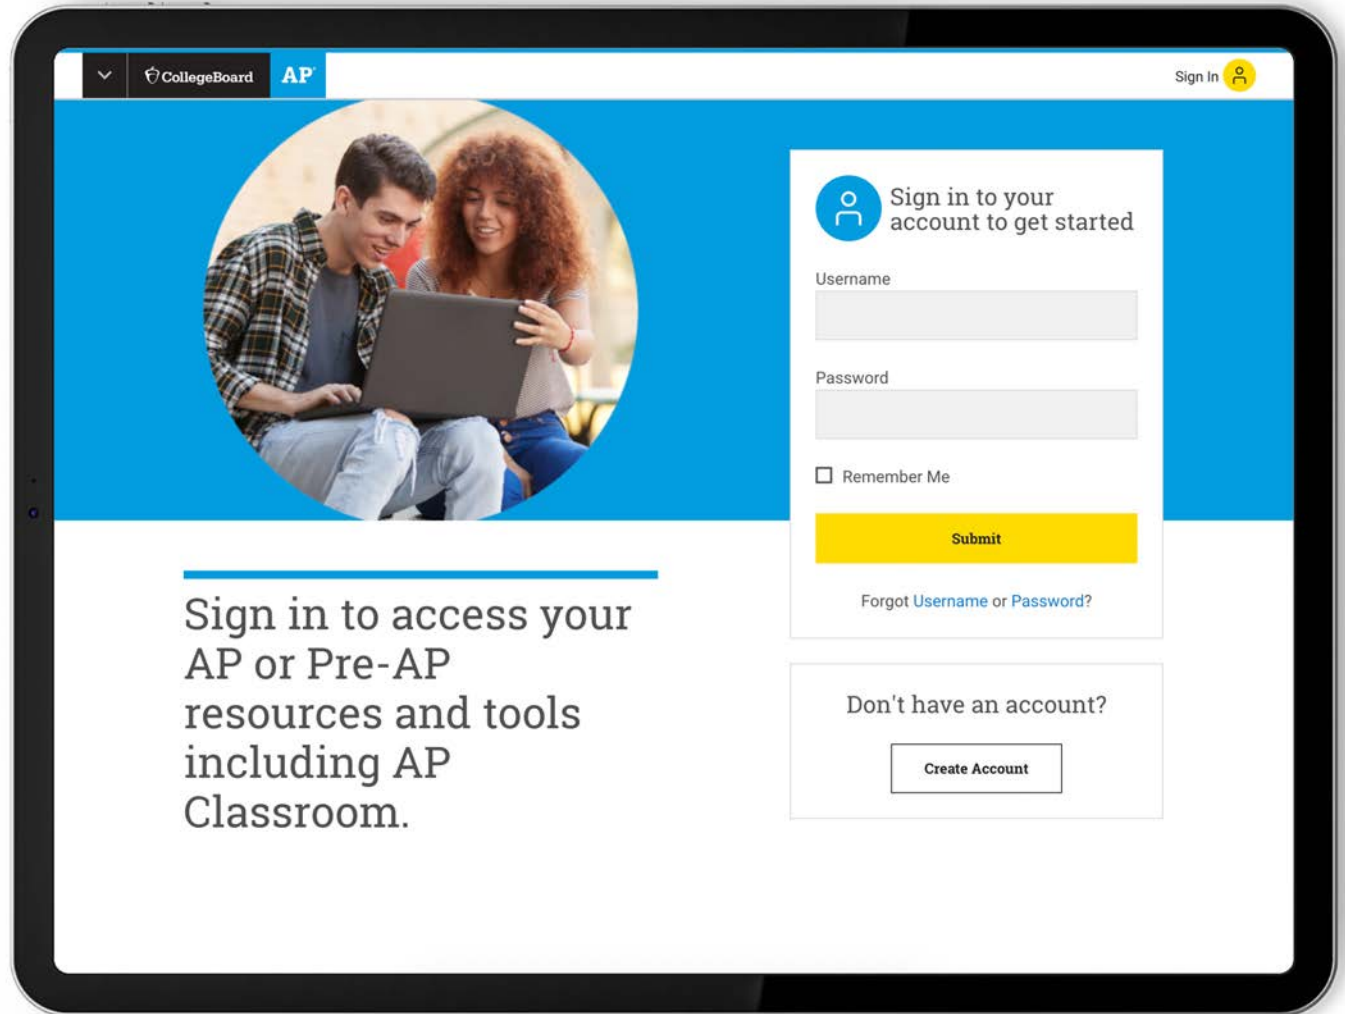 CollegeBoard
AP
Sign In
Sign in to your
account to get started
Username
Password
Remember Me
Submit
Forgot Username or Password?
Sign in to access your
AP or Pre-AP
resources and tools
including AP
Classroom.
Don't have an account?
Create Account